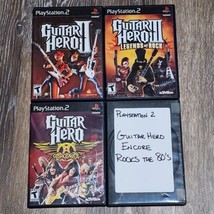 PlayStation 2
Guitar Hero II
PlayStation 2
Guitar Hero III
Legends of Rock
PlayStation 2
Guitar Hero
Aerosmith
PLAYSTATION 2
GUITAR HERO
ENCORE
ROCKS THE 80'S